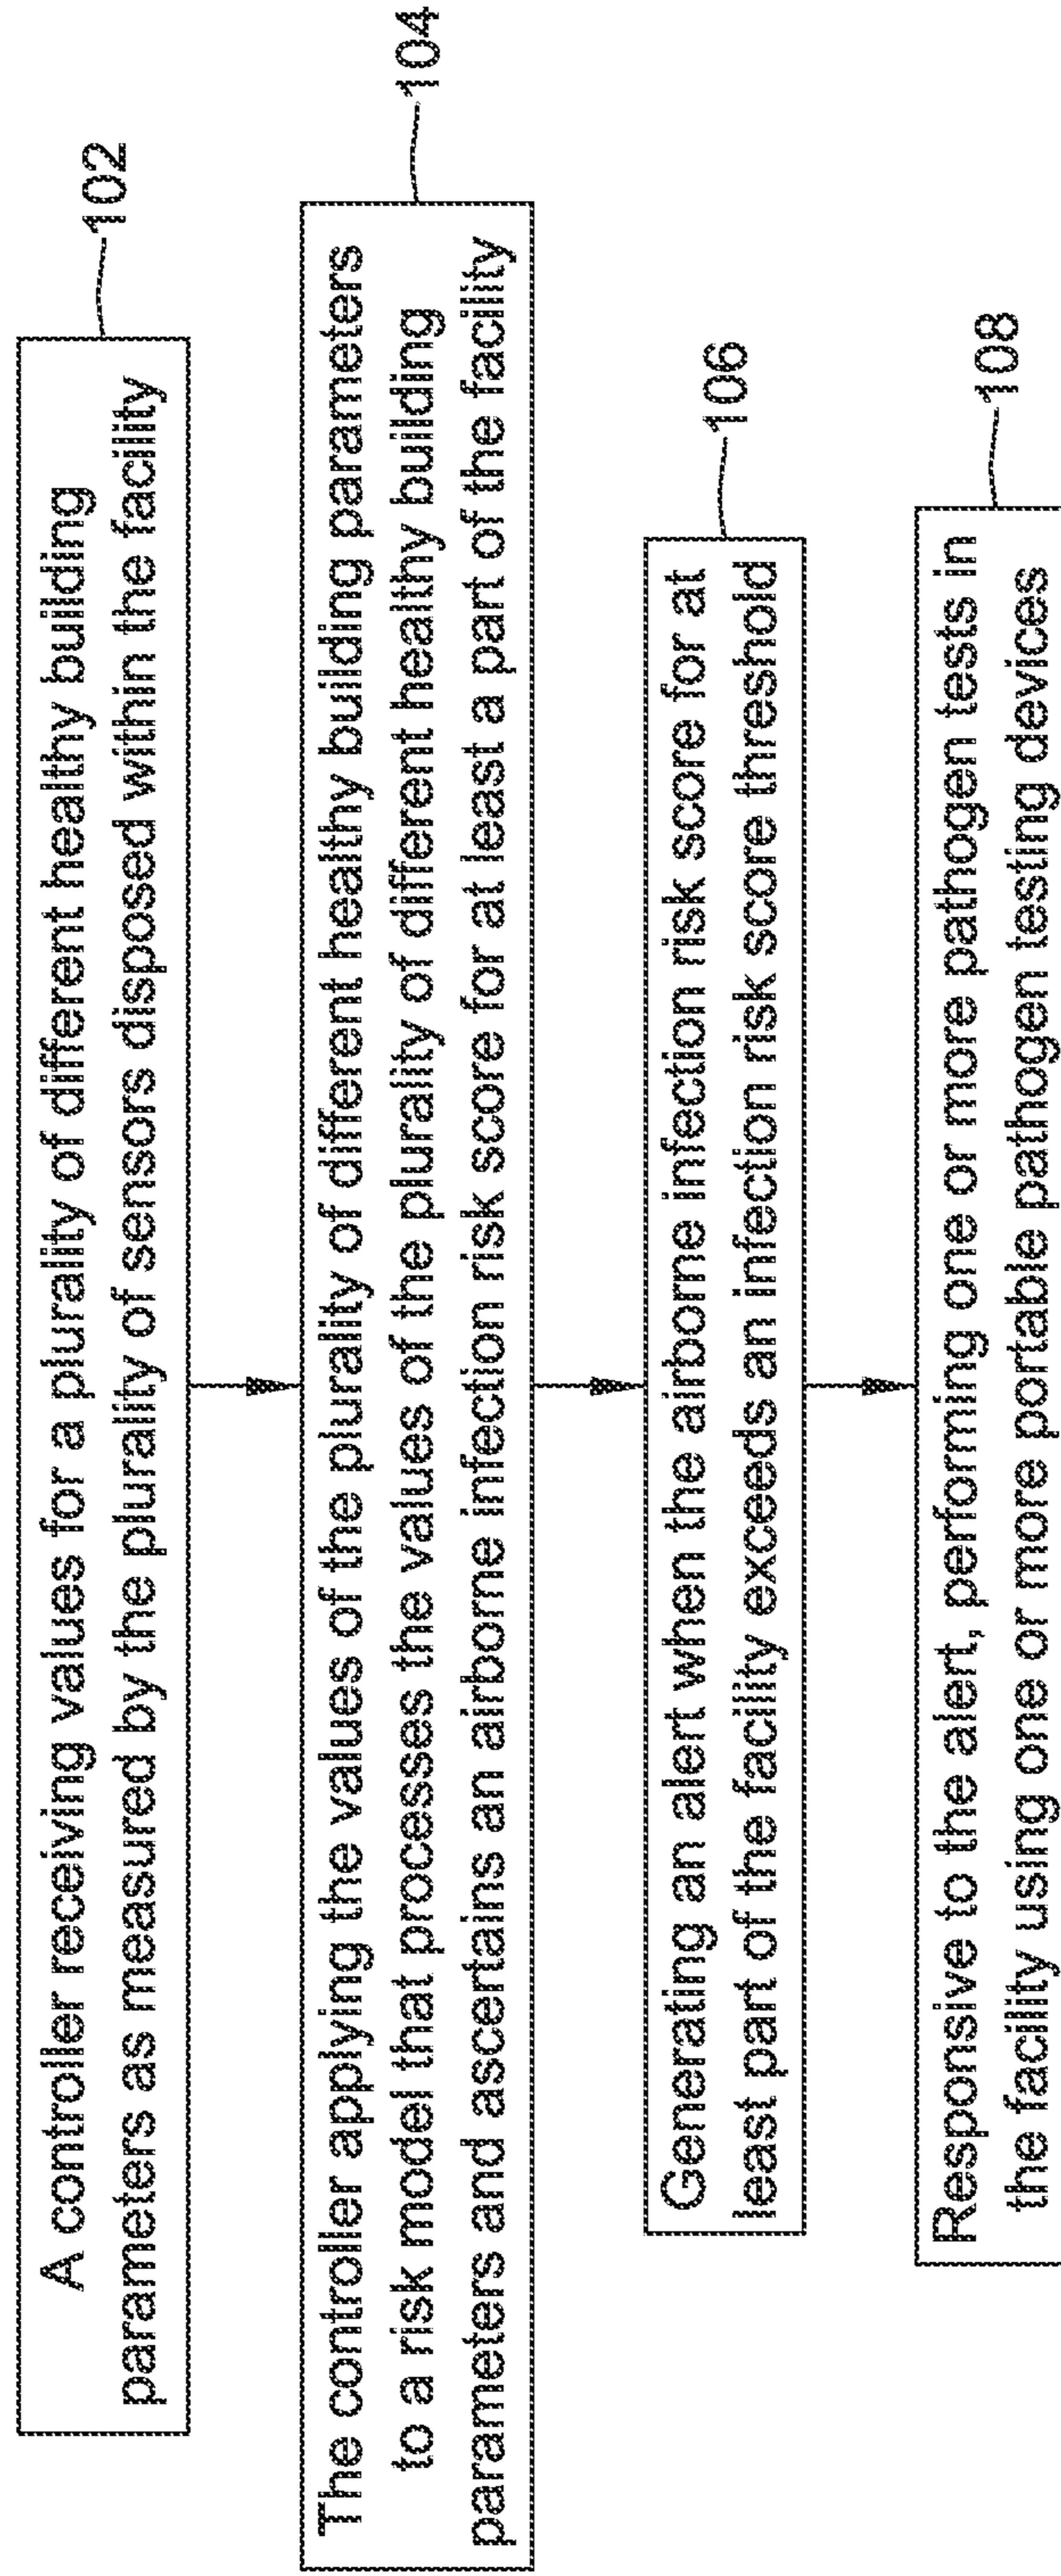 A controller receiving values for a plurality of different healthy building
parameters as measured by the plurality of sensors disposed within the facility
102
The controller applying the values of the plurality of different healthy building parameters
to a risk model that processes the values of the plurality of different healthy building
parameters and ascertains an airborne infection risk score for at least a part of the facility
104
Generating an alert when the airborne infection risk score for at
least part of the facility exceeds an infection risk score threshold
106
Responsive to the alert, performing one or more pathogen tests in
the facility using one or more portable pathogen testing devices
108